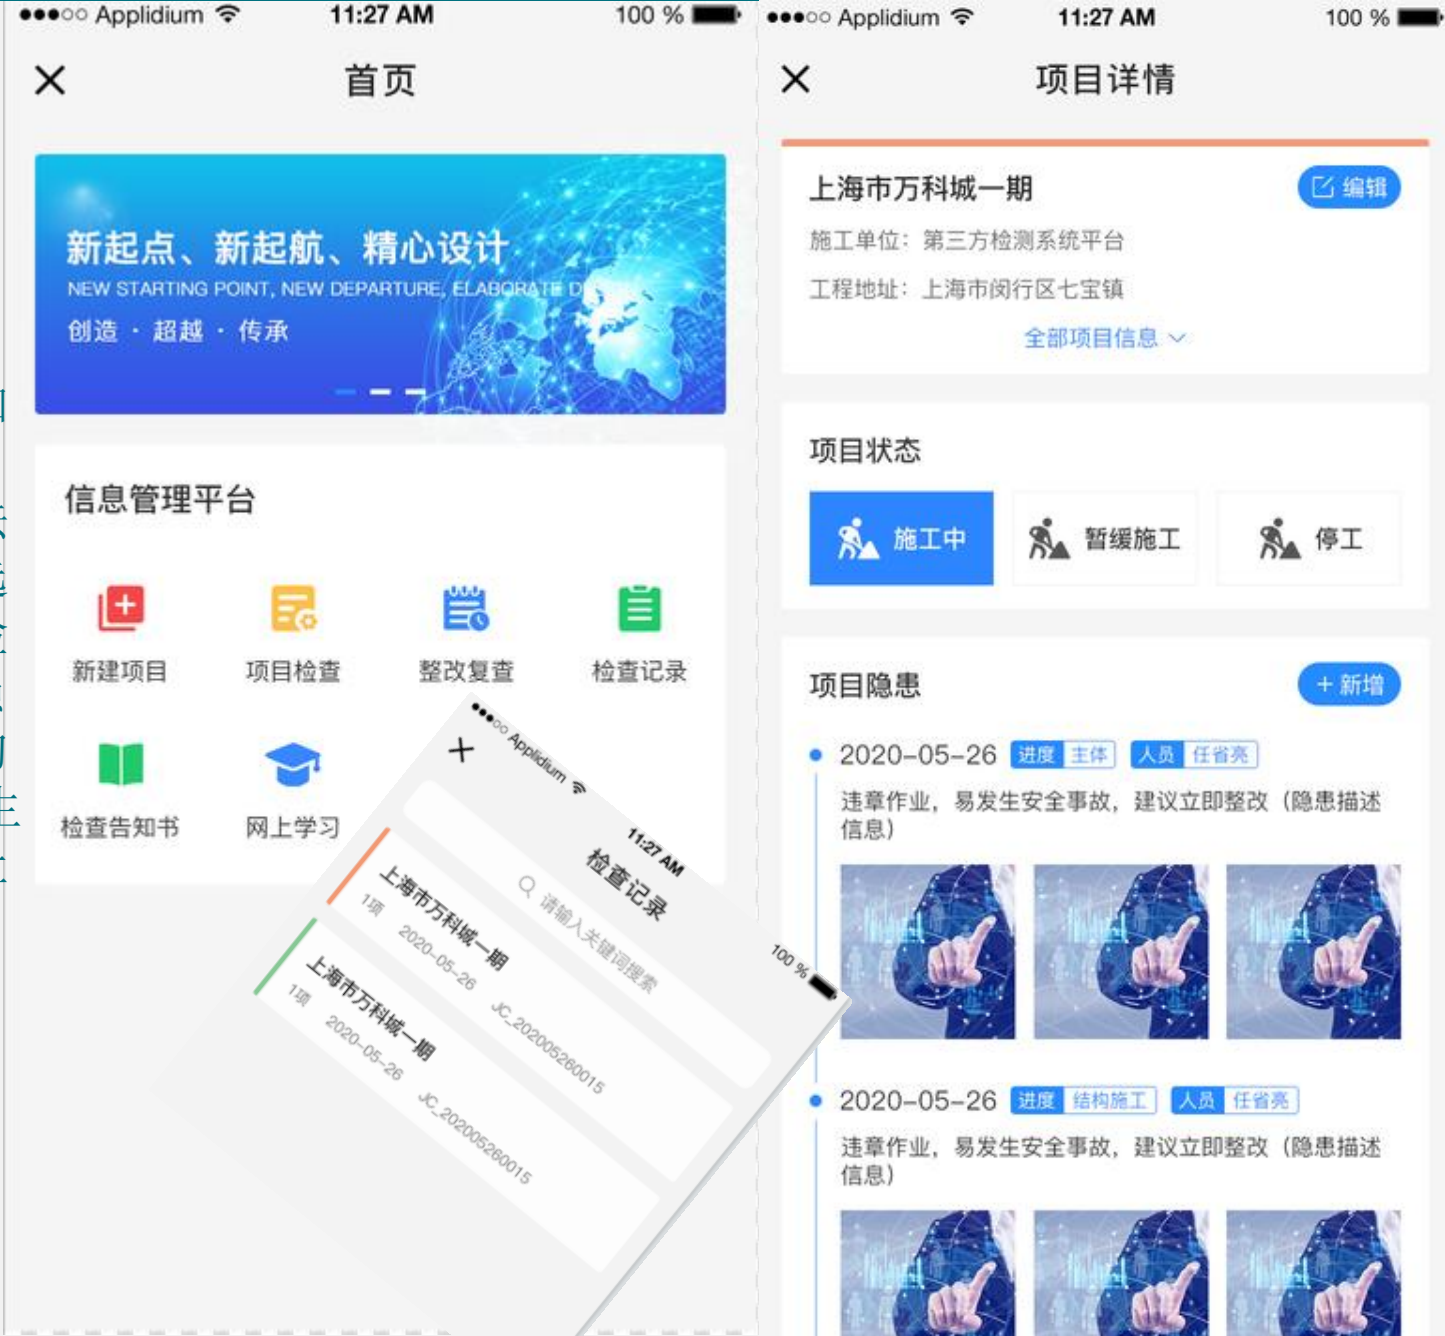 Applidium 11:27 AM 100 %
首页
新起点、新起航、精心设计
NEW STARTING POINT, NEW DEPARTURE, ELABORATE
创造 · 超越 · 传承
信息管理平台
新建项目 项目检查 整改复查 检查记录
检查告知书 网上学习
Applidium 11:27 AM 100 %
检查记录
请输入关键词搜索
上海市万科城一期
1项 2020-05-26 JC_202005260015
上海市万科城一期
1项 2020-05-26 JC_202005260015
Applidium 11:27 AM 100 %
项目详情
上海市万科城一期 编辑
施工单位：第三方检测系统平台
工程地址：上海市闵行区七宝镇
全部项目信息
项目状态
施工中 暂缓施工 停工
项目隐患 +新增
2020-05-26 进度 主体 人员 任省亮
违章作业，易发生安全事故，建议立即整改（隐患描述
信息）
2020-05-26 进度 结构施工 人员 任省亮
违章作业，易发生安全事故，建议立即整改（隐患描述
信息）